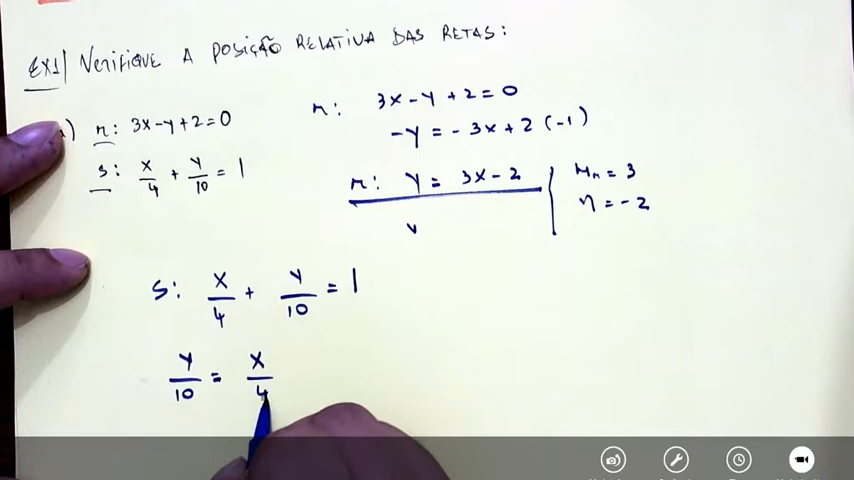 EX1| VERIFIQUE A POSIÇÃO RELATIVA DAS RETAS:
a) r: 3x-y+2=0
s: x/4 + y/10 = 1
r: 3x-y+2=0
-y = -3x+2 (-1)
r: y = 3x-2
Mr = 3
n = -2
y
s: x/4 + y/10 = 1
y/10 = x/4